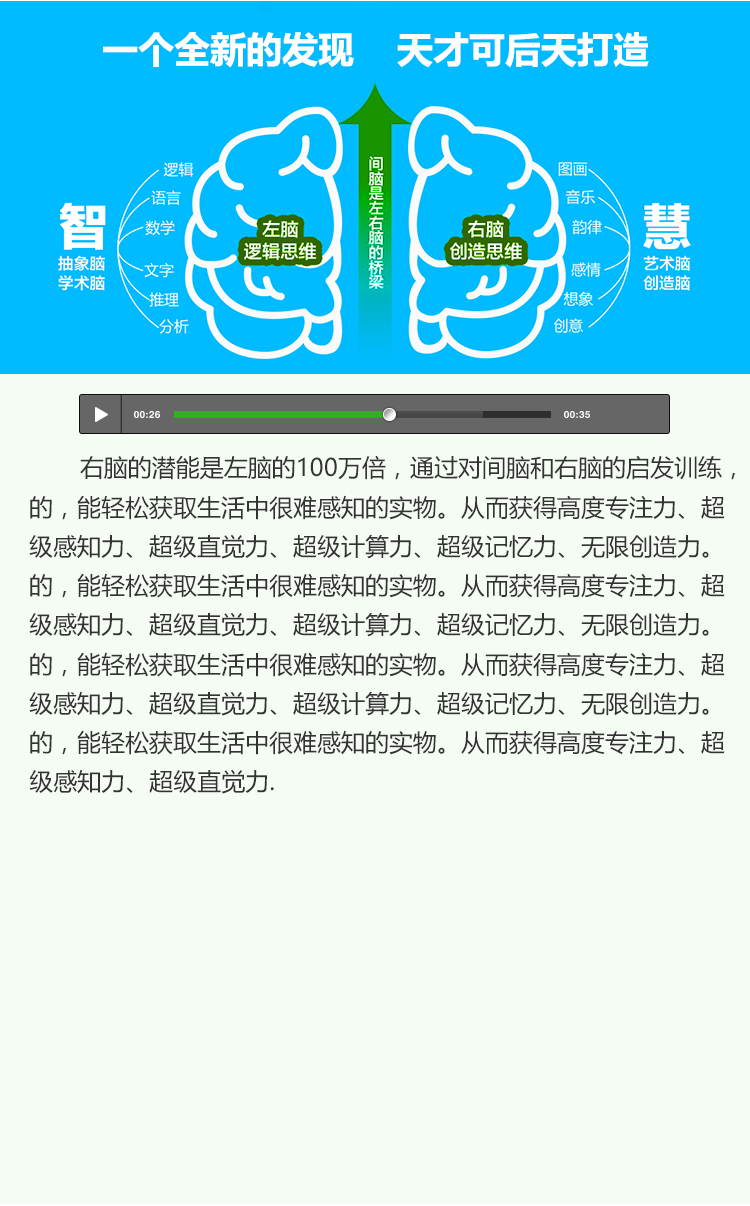 一个全新的发现 天才可后天打造
智
抽象脑
学术脑
逻辑
语言
数学
文字
推理
分析
左脑
逻辑思维
间脑是左右脑的桥梁
右脑
创造思维
图画
音乐
韵律
感情
想象
创意
慧
艺术脑
创造脑
00:26
00:35
右脑的潜能是左脑的100万倍，通过对间脑和右脑的启发训练，
的，能轻松获取生活中很难感知的实物。从而获得高度专注力、超
级感知力、超级直觉力、超级计算力、超级记忆力、无限创造力。
的，能轻松获取生活中很难感知的实物。从而获得高度专注力、超
级感知力、超级直觉力、超级计算力、超级记忆力、无限创造力。
的，能轻松获取生活中很难感知的实物。从而获得高度专注力、超
级感知力、超级直觉力、超级计算力、超级记忆力、无限创造力。
的，能轻松获取生活中很难感知的实物。从而获得高度专注力、超
级感知力、超级直觉力.